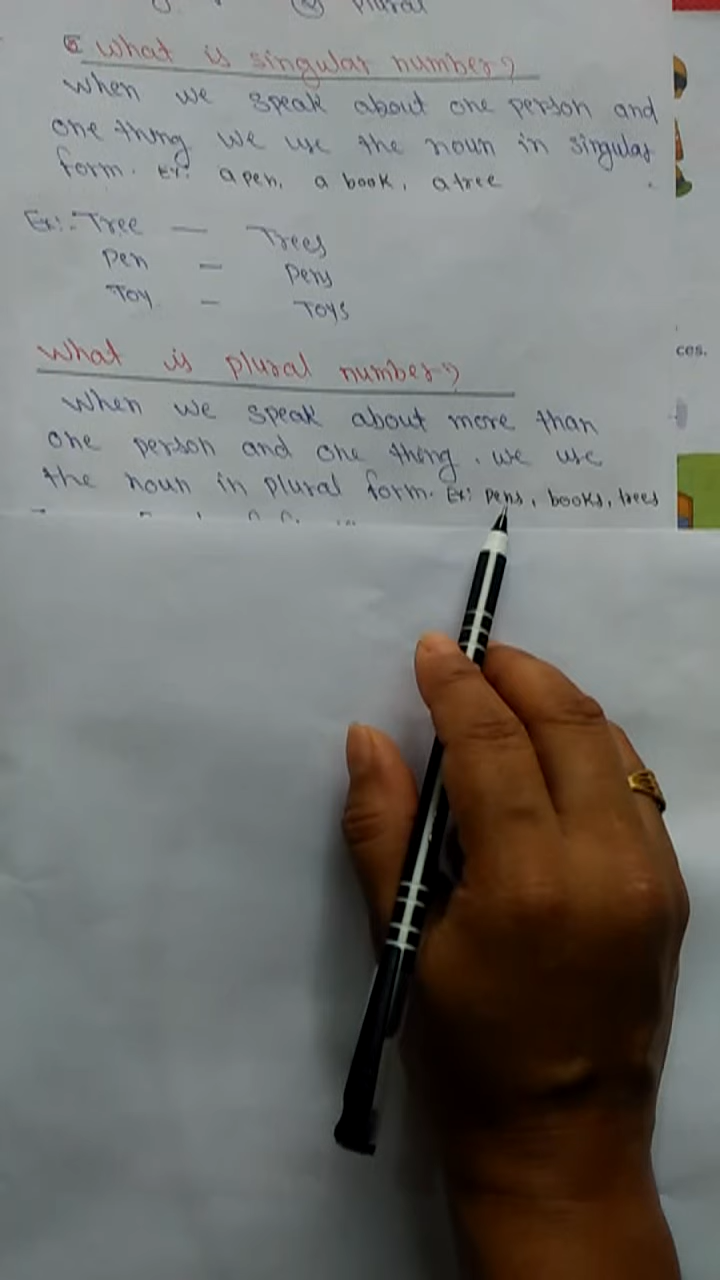 plural
What is singular number?
When we speak about one person and
one thing we use the noun in singular
form. Ex: a pen, a book, a tree
Ex:- Tree — Trees
Pen — Pens
Toy — Toys
What is plural number?
When we speak about more than
one person and one thing. we use
the noun in plural form. Ex: pens, books, trees
ces.